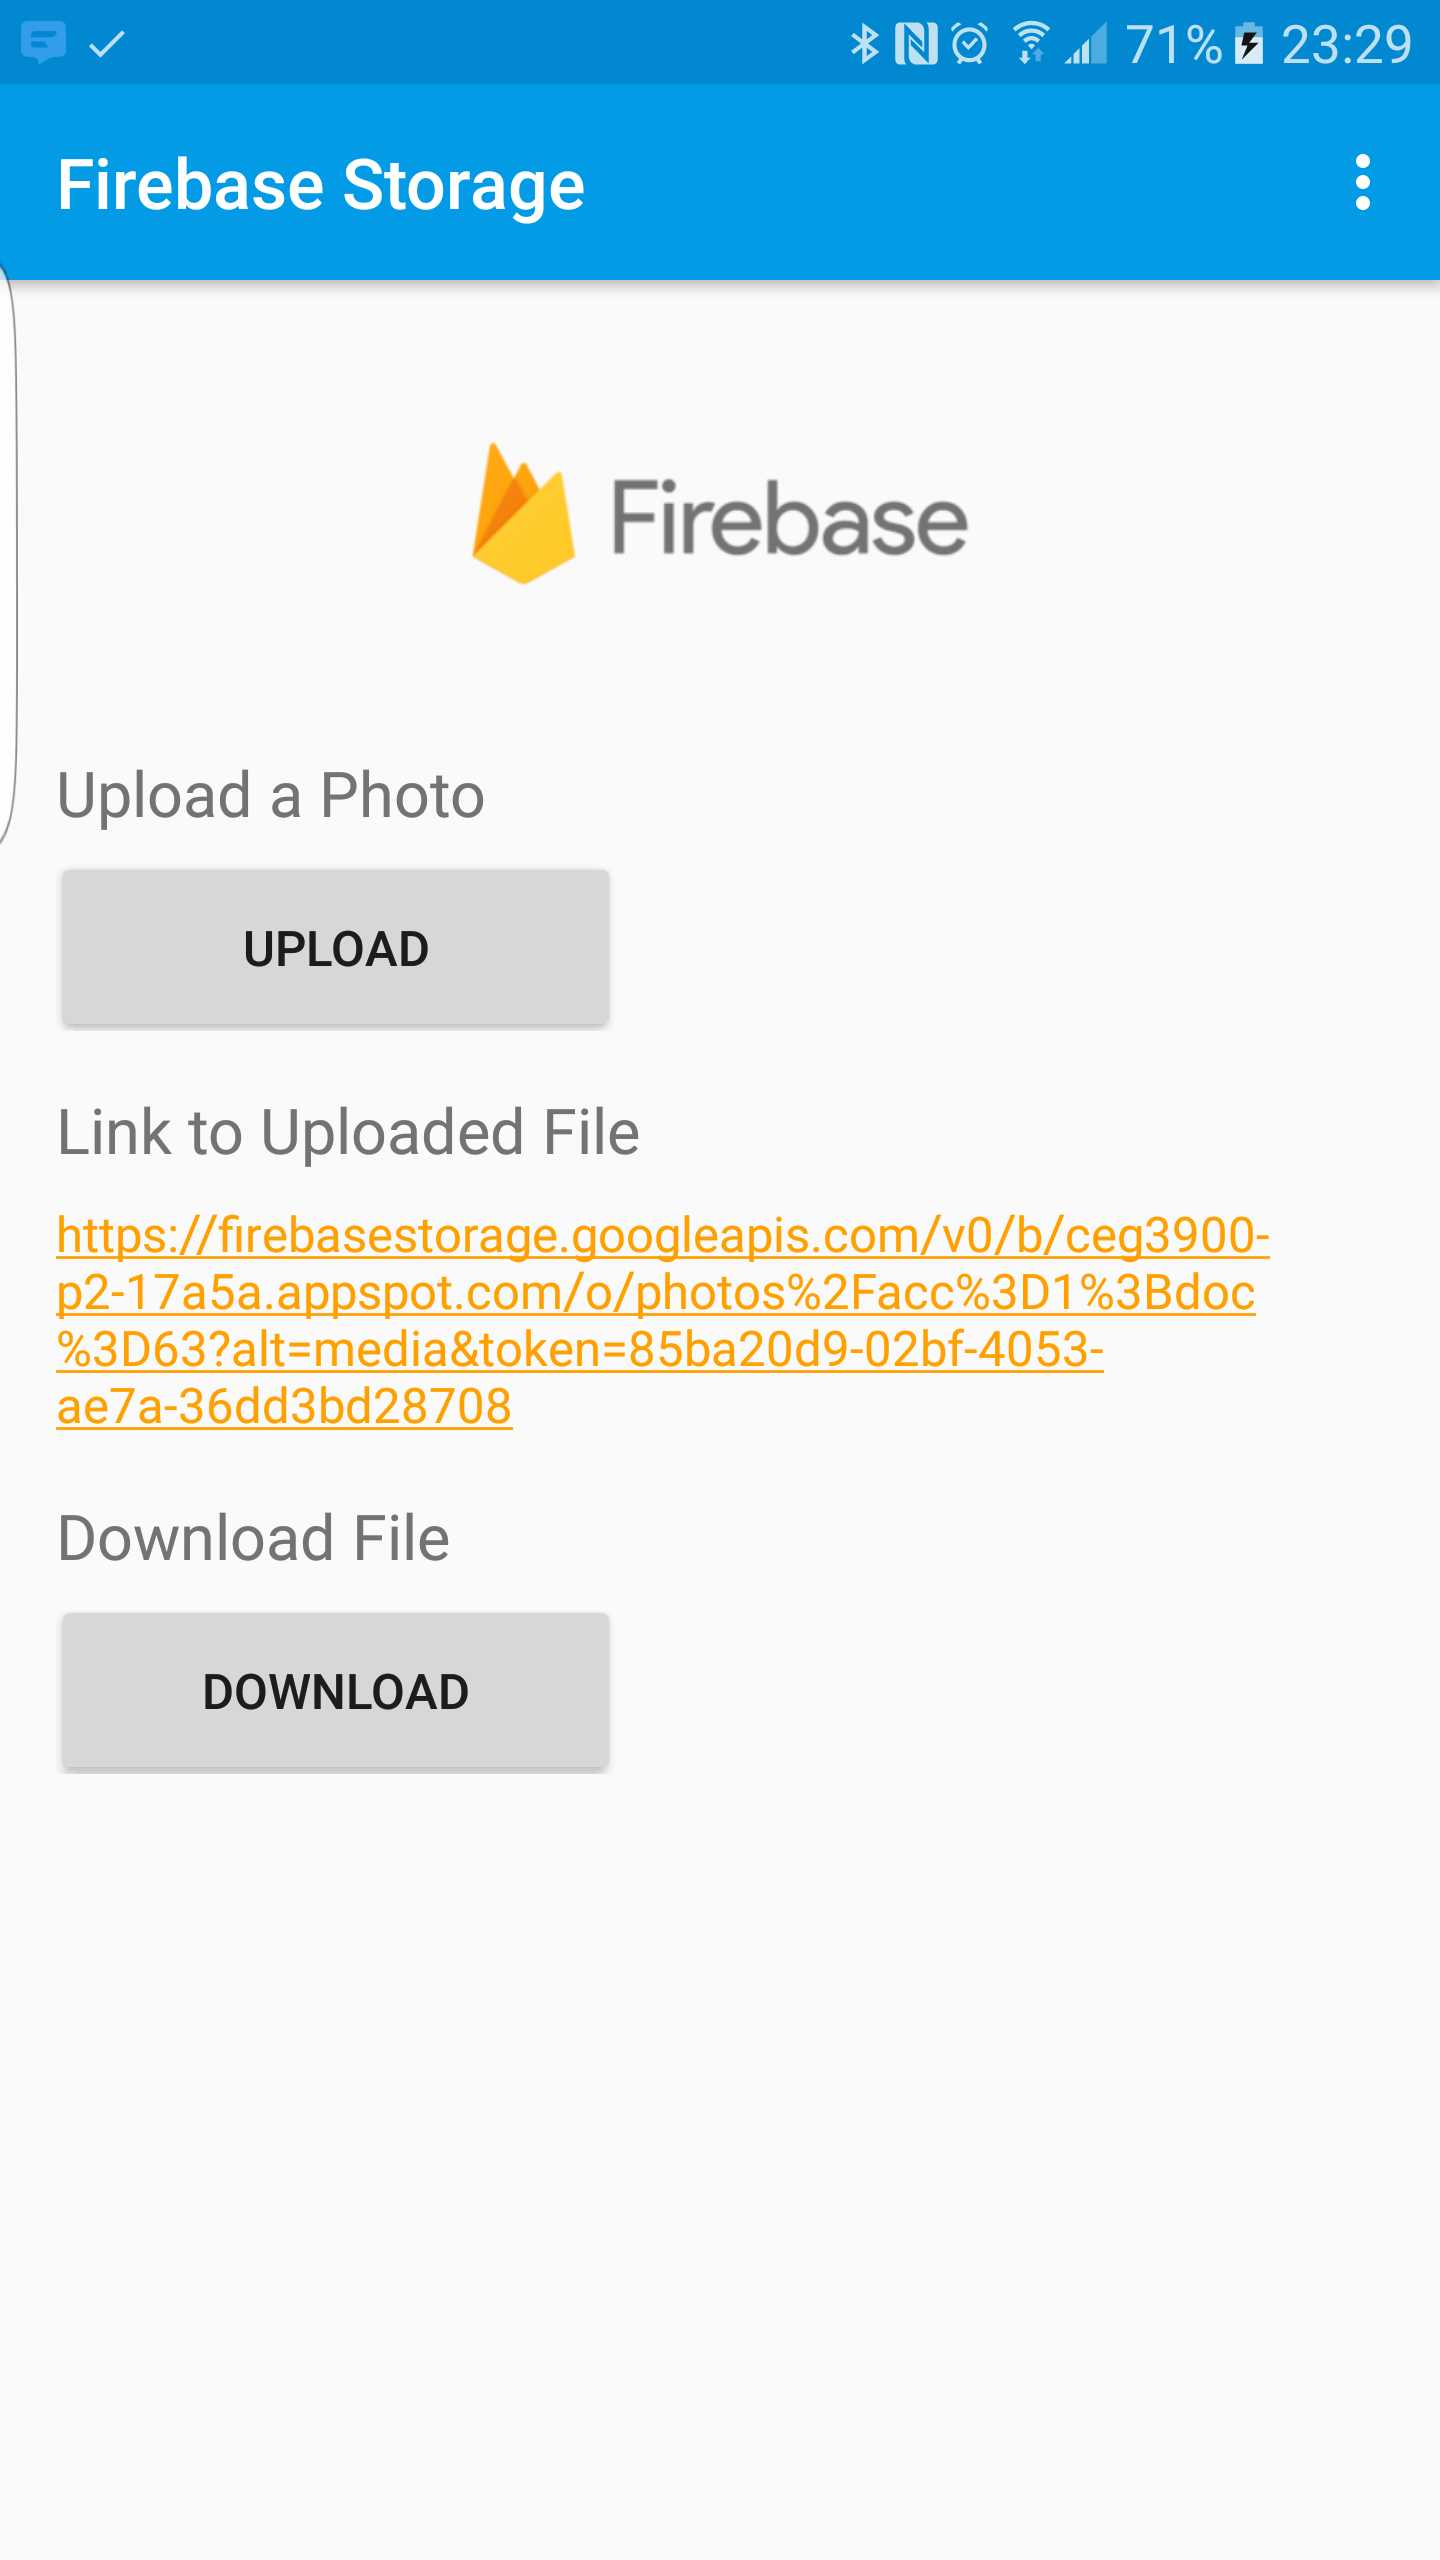 71% 23:29
Firebase Storage
Firebase
Upload a Photo
UPLOAD
Link to Uploaded File
https://firebasestorage.googleapis.com/v0/b/ceg3900-
p2-17a5a.appspot.com/o/photos%2Facc%3D1%3Bdoc
%3D63?alt=media&token=85ba20d9-02bf-4053-
ae7a-36dd3bd28708
Download File
DOWNLOAD